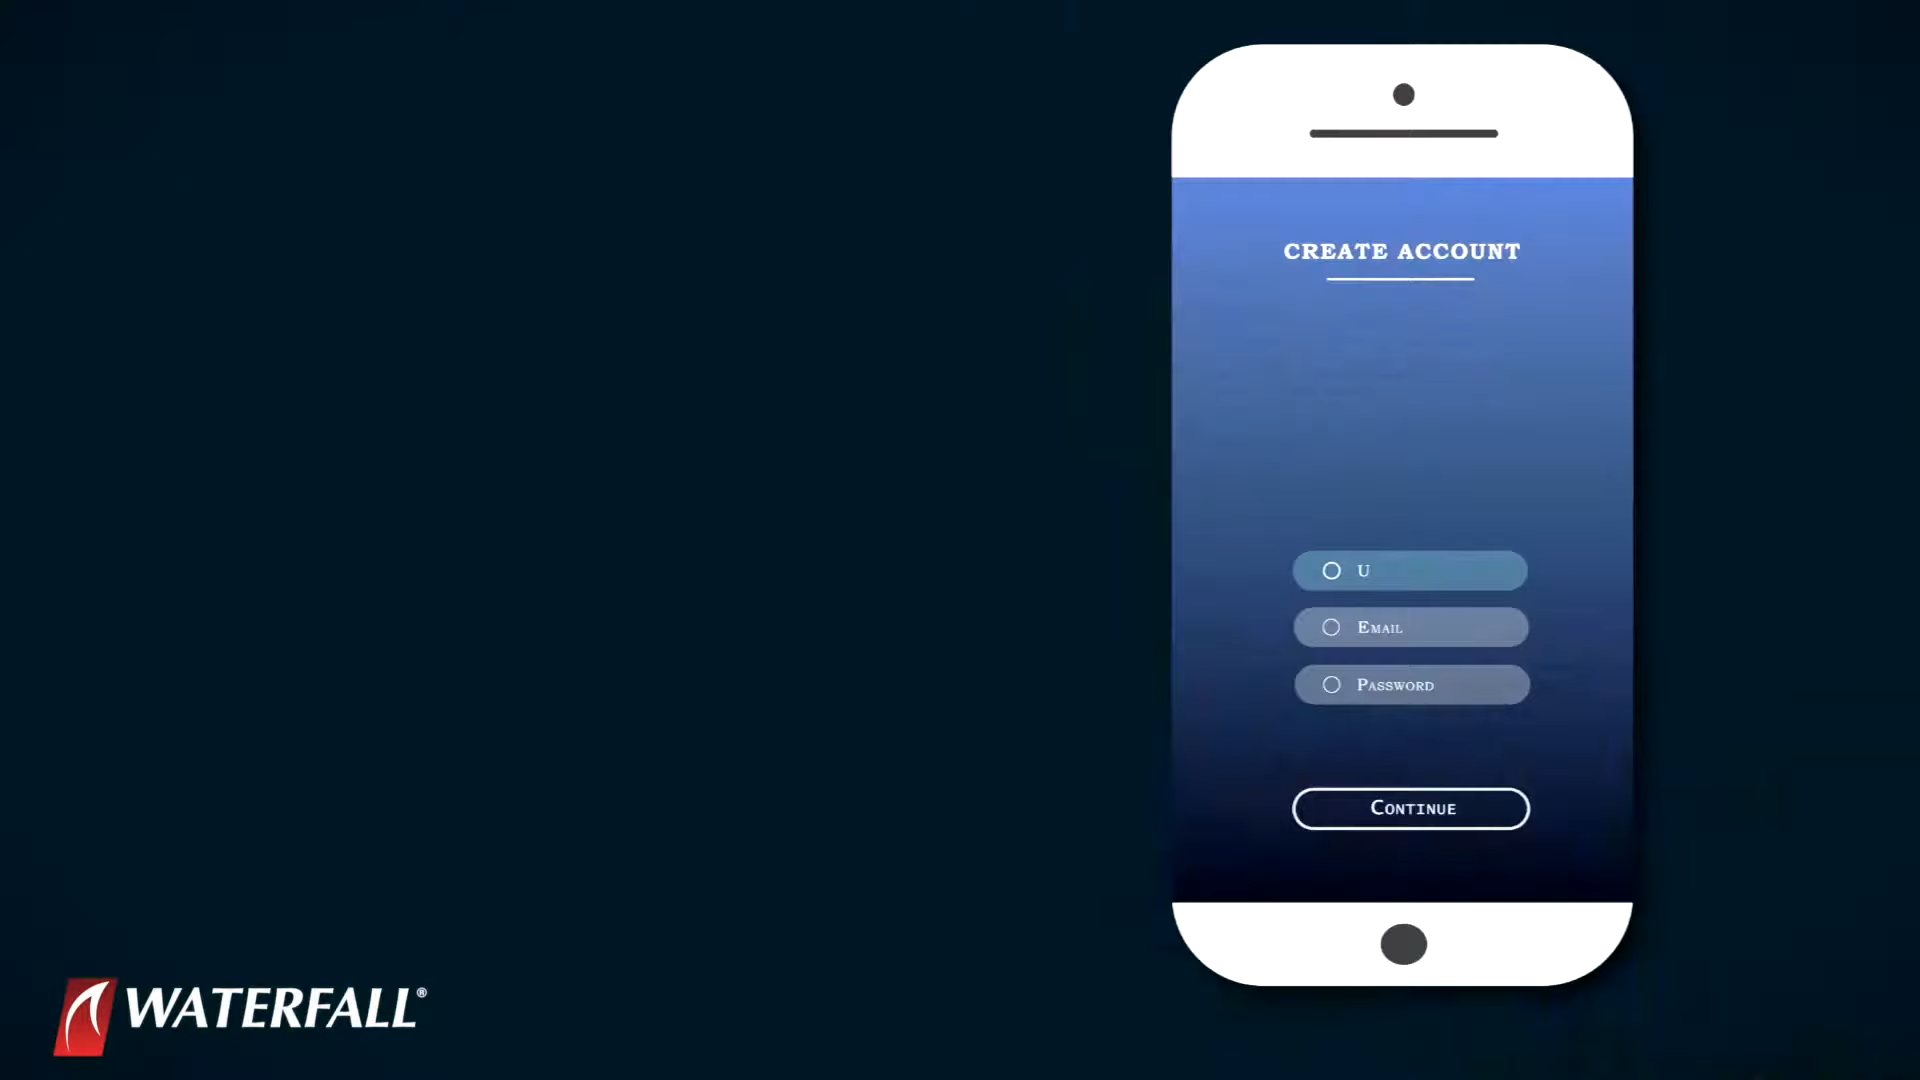 CREATE ACCOUNT
U
Email
Password
Continue
WATERFALL®